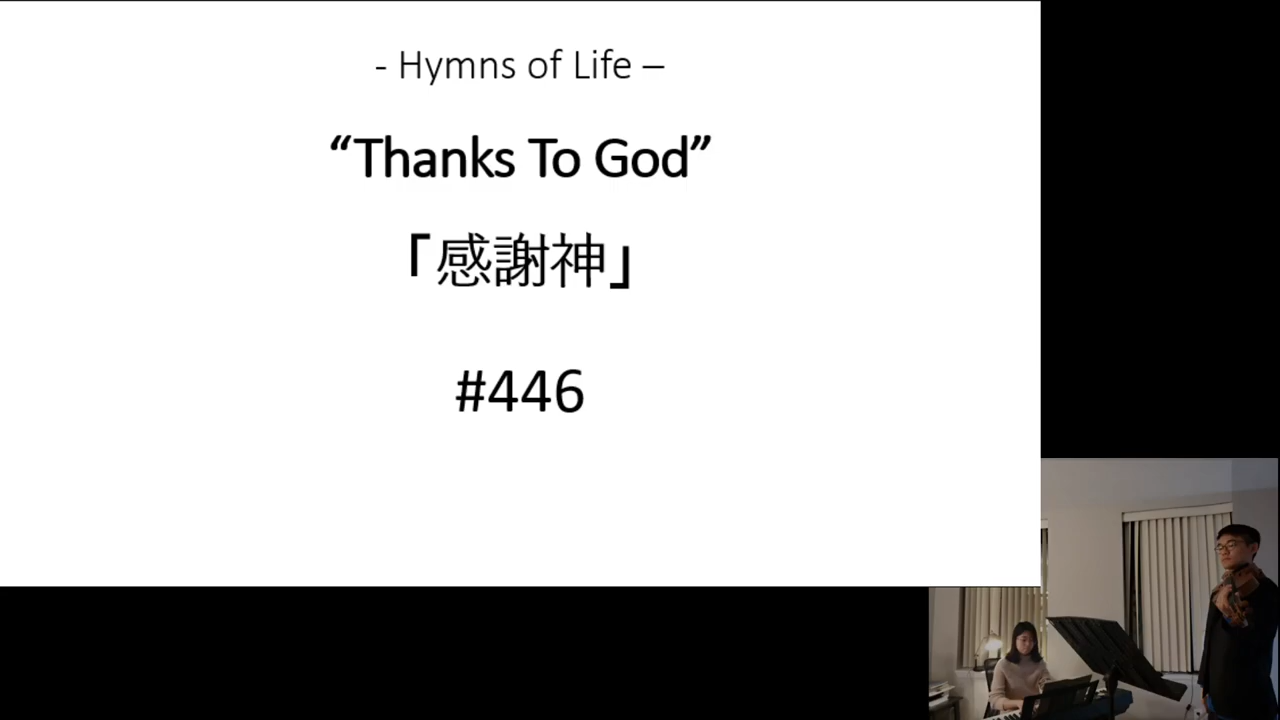 - Hymns of Life –
“Thanks To God”
「感謝神」
#446